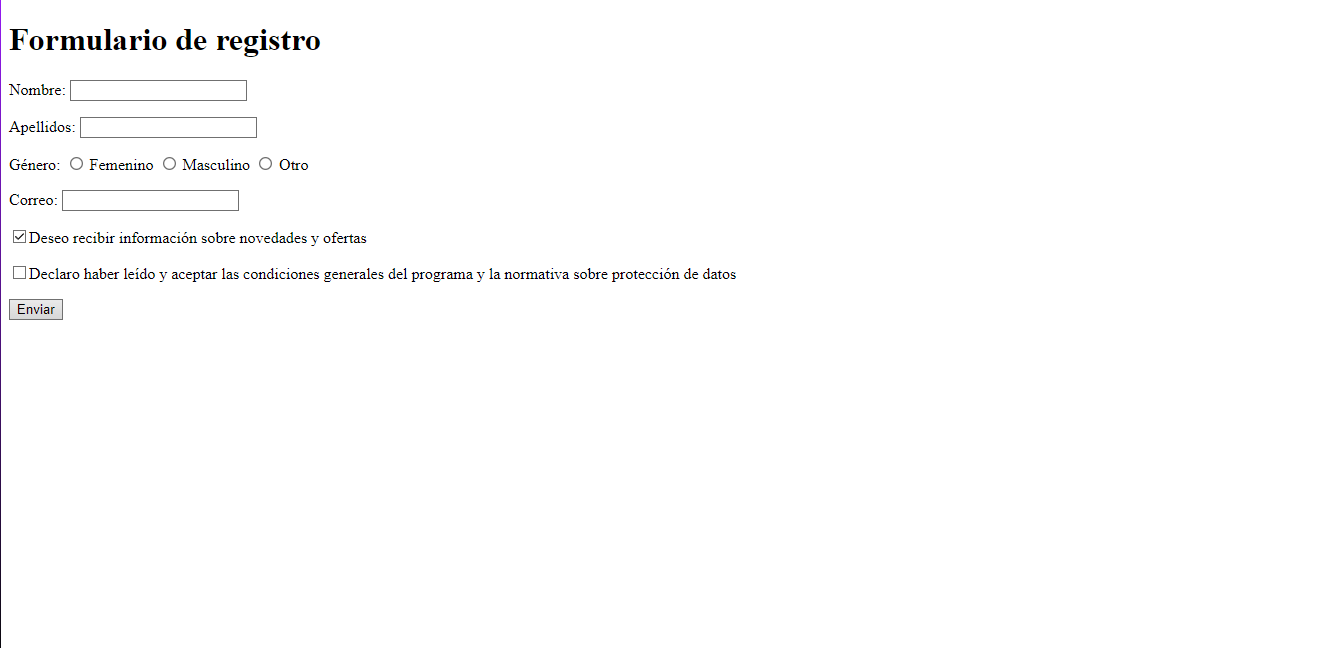 Formulario de registro
Nombre:
Apellidos:
Género: Femenino Masculino Otro
Correo:
Deseo recibir información sobre novedades y ofertas
Declaro haber leído y aceptar las condiciones generales del programa y la normativa sobre protección de datos
Enviar